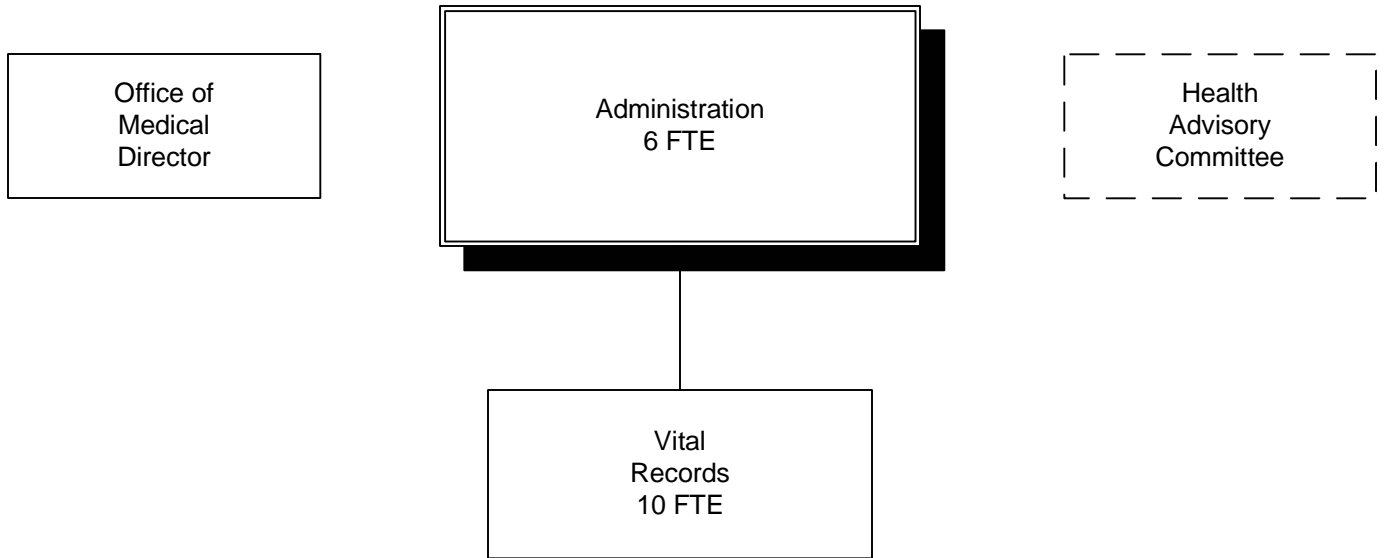 Office of
Medical
Director
Administration
6 FTE
Health
Advisory
Committee
Vital
Records
10 FTE